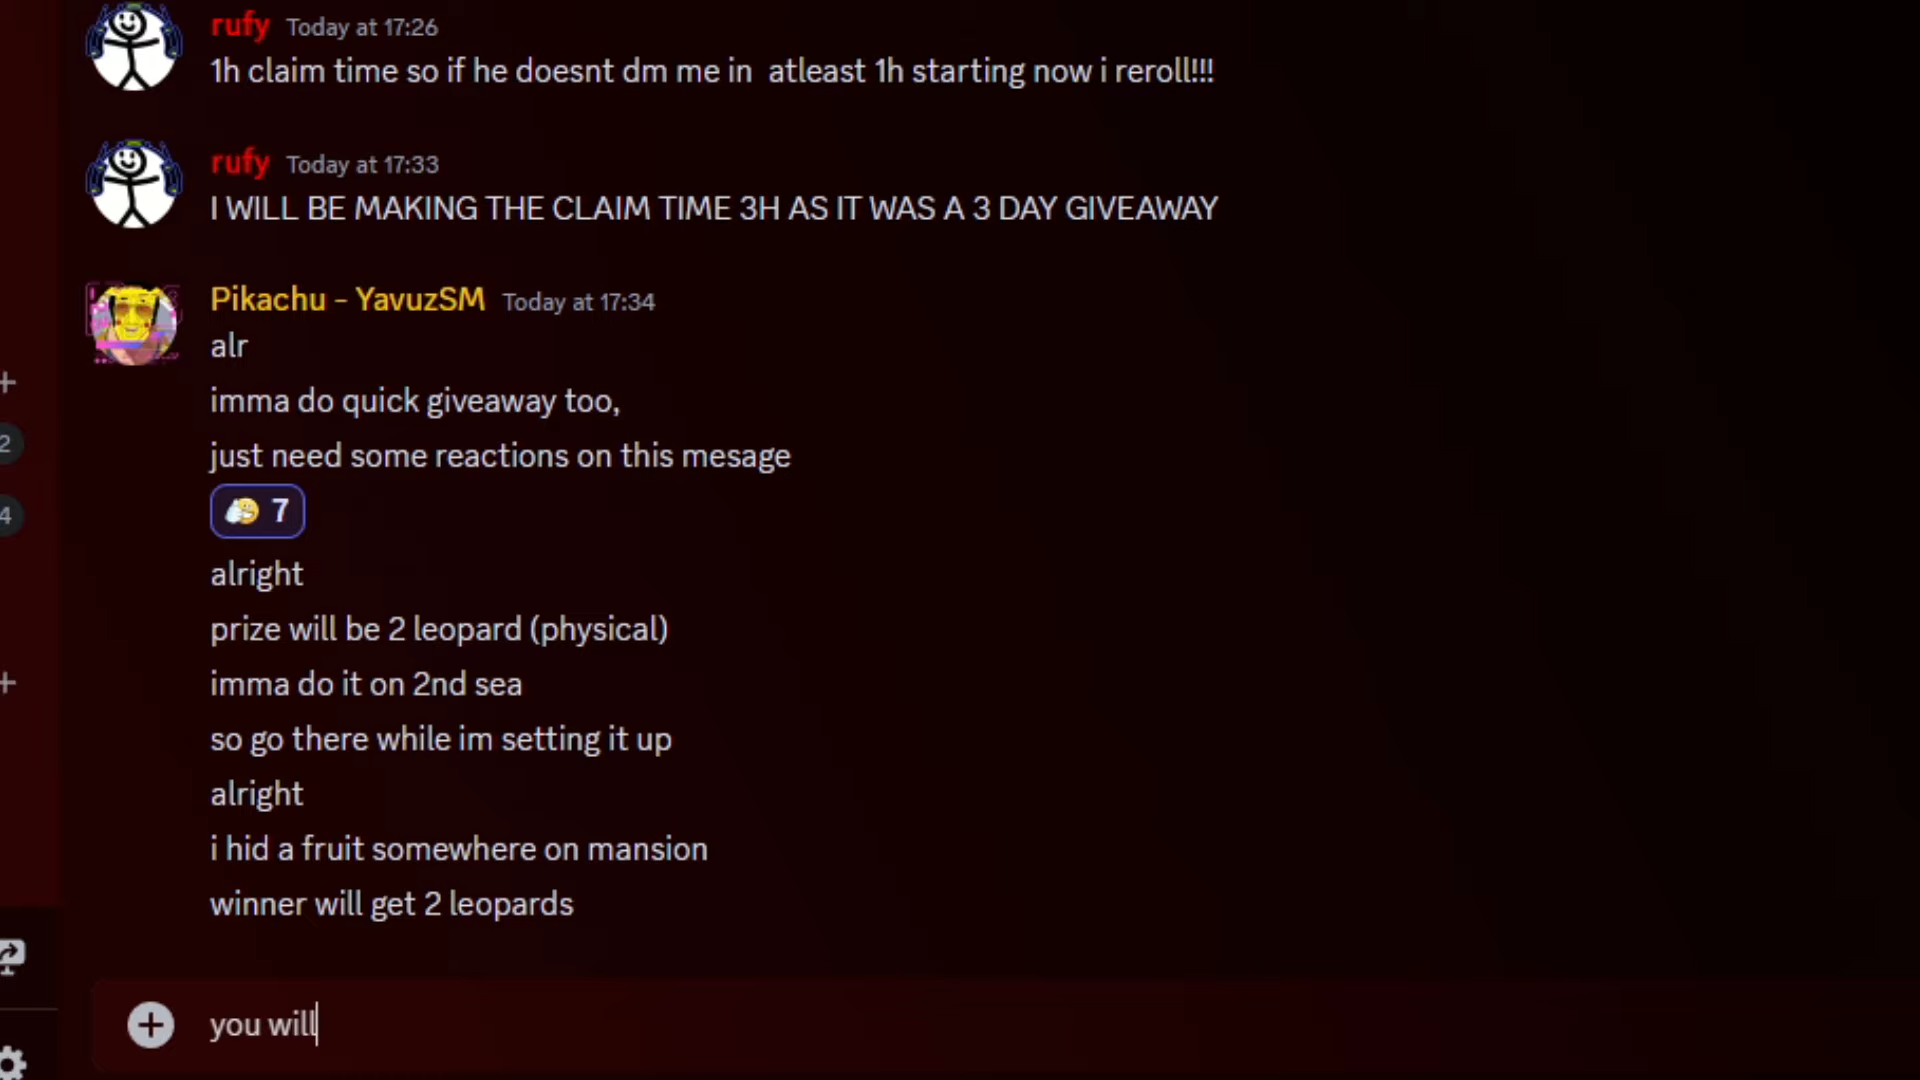 rufy Today at 17:26
1h claim time so if he doesnt dm me in atleast 1h starting now i reroll!!!
rufy Today at 17:33
I WILL BE MAKING THE CLAIM TIME 3H AS IT WAS A 3 DAY GIVEAWAY
Pikachu - YavuzSM Today at 17:34
alr
imma do quick giveaway too,
just need some reactions on this mesage
7
alright
prize will be 2 leopard (physical)
imma do it on 2nd sea
so go there while im setting it up
alright
i hid a fruit somewhere on mansion
winner will get 2 leopards
you will
2
4